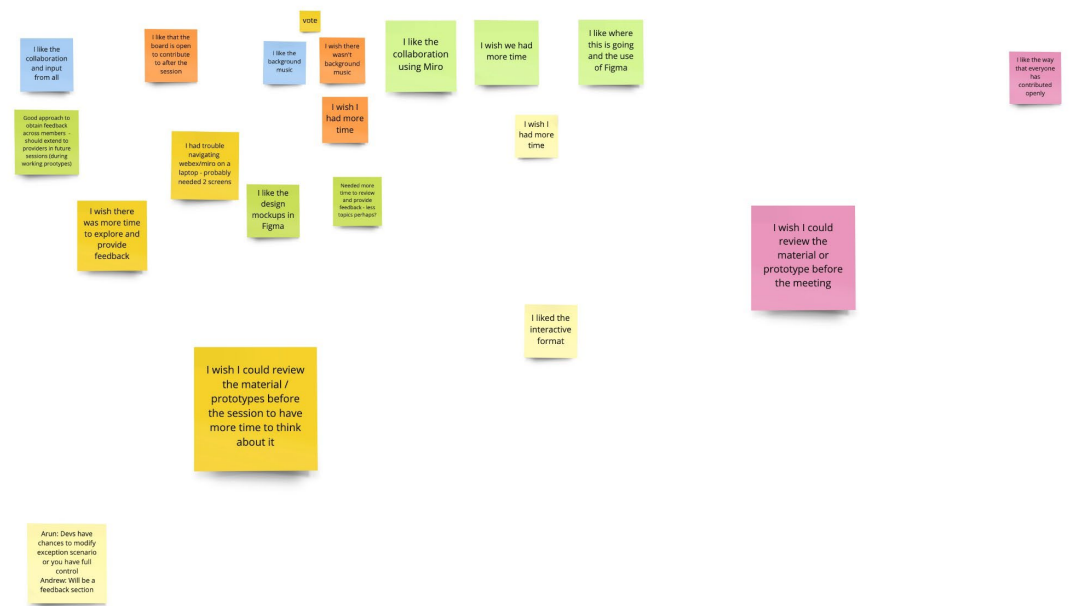 vote
I like the
collaboration
and input
from all
I like that the
board is open
to contribute
to after the
session
I like the
background
music
I wish there
wasn't
background
music
I like the
collaboration
using Miro
I wish we had
more time
I like where
this is going
and the use
of Figma
I like the way
that everyone
has
contributed
openly
Good approach to
obtain feedback
across members -
should extend to
providers in future
sessions (during
working prootypes)
I had trouble
navigating
webex/miro on a
laptop - probably
needed 2 screens
I wish I
had more
time
I wish I
had more
time
I like the
design
mockups in
Figma
Needed more
time to review
and provide
feedback - less
topics perhaps?
I wish there
was more time
to explore and
provide
feedback
I wish I could
review the
material or
prototype before
the meeting
I liked the
interactive
format
I wish I could review
the material /
prototypes before
the session to have
more time to think
about it
Arun: Devs have
chances to modify
exception scenario
or you have full
control
Andrew: Will be a
feedback section